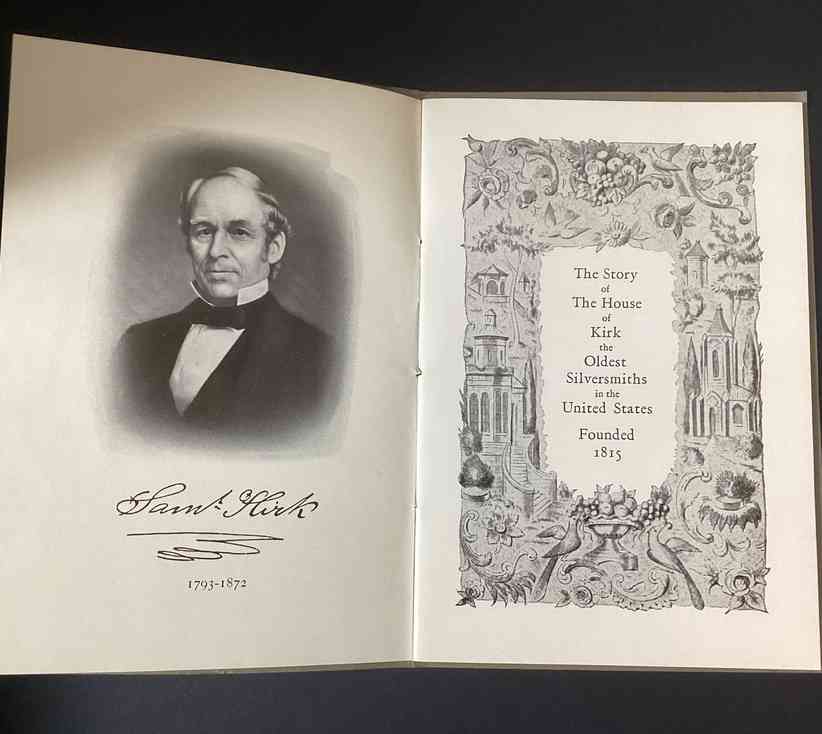 Saml. Kirk
1793-1872
The Story
of
The House
of
Kirk
the
Oldest
Silversmiths
in the
United States
Founded
1815